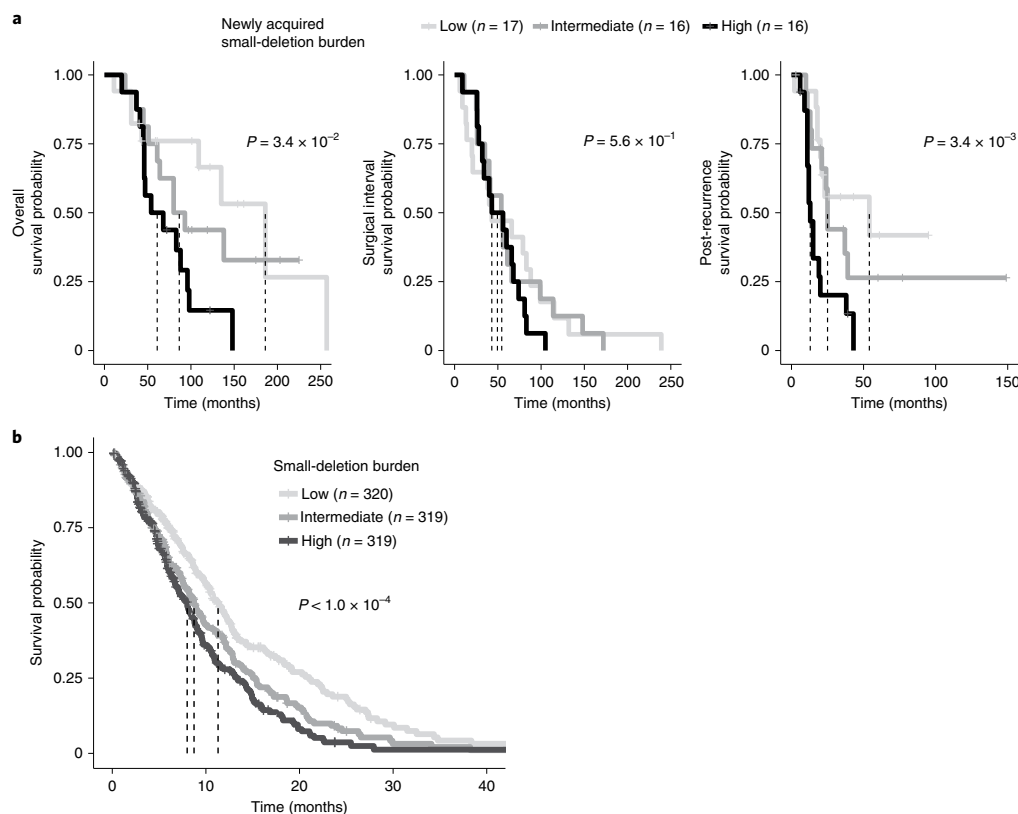 a
Newly acquired
small-deletion burden
Low (n = 17) Intermediate (n = 16) High (n = 16)
Overall
survival probability
1.00
0.75
0.50
0.25
0
P = 3.4 × 10⁻²
0 50 100 150 200 250
Time (months)
Surgical interval
survival probability
1.00
0.75
0.50
0.25
0
P = 5.6 × 10⁻¹
0 50 100 150 200 250
Time (months)
Post-recurrence
survival probability
1.00
0.75
0.50
0.25
0
P = 3.4 × 10⁻³
0 50 100 150
Time (months)
b
Survival probability
1.00
0.75
0.50
0.25
0
Small-deletion burden
Low (n = 320)
Intermediate (n = 319)
High (n = 319)
P < 1.0 × 10⁻⁴
0 10 20 30 40
Time (months)